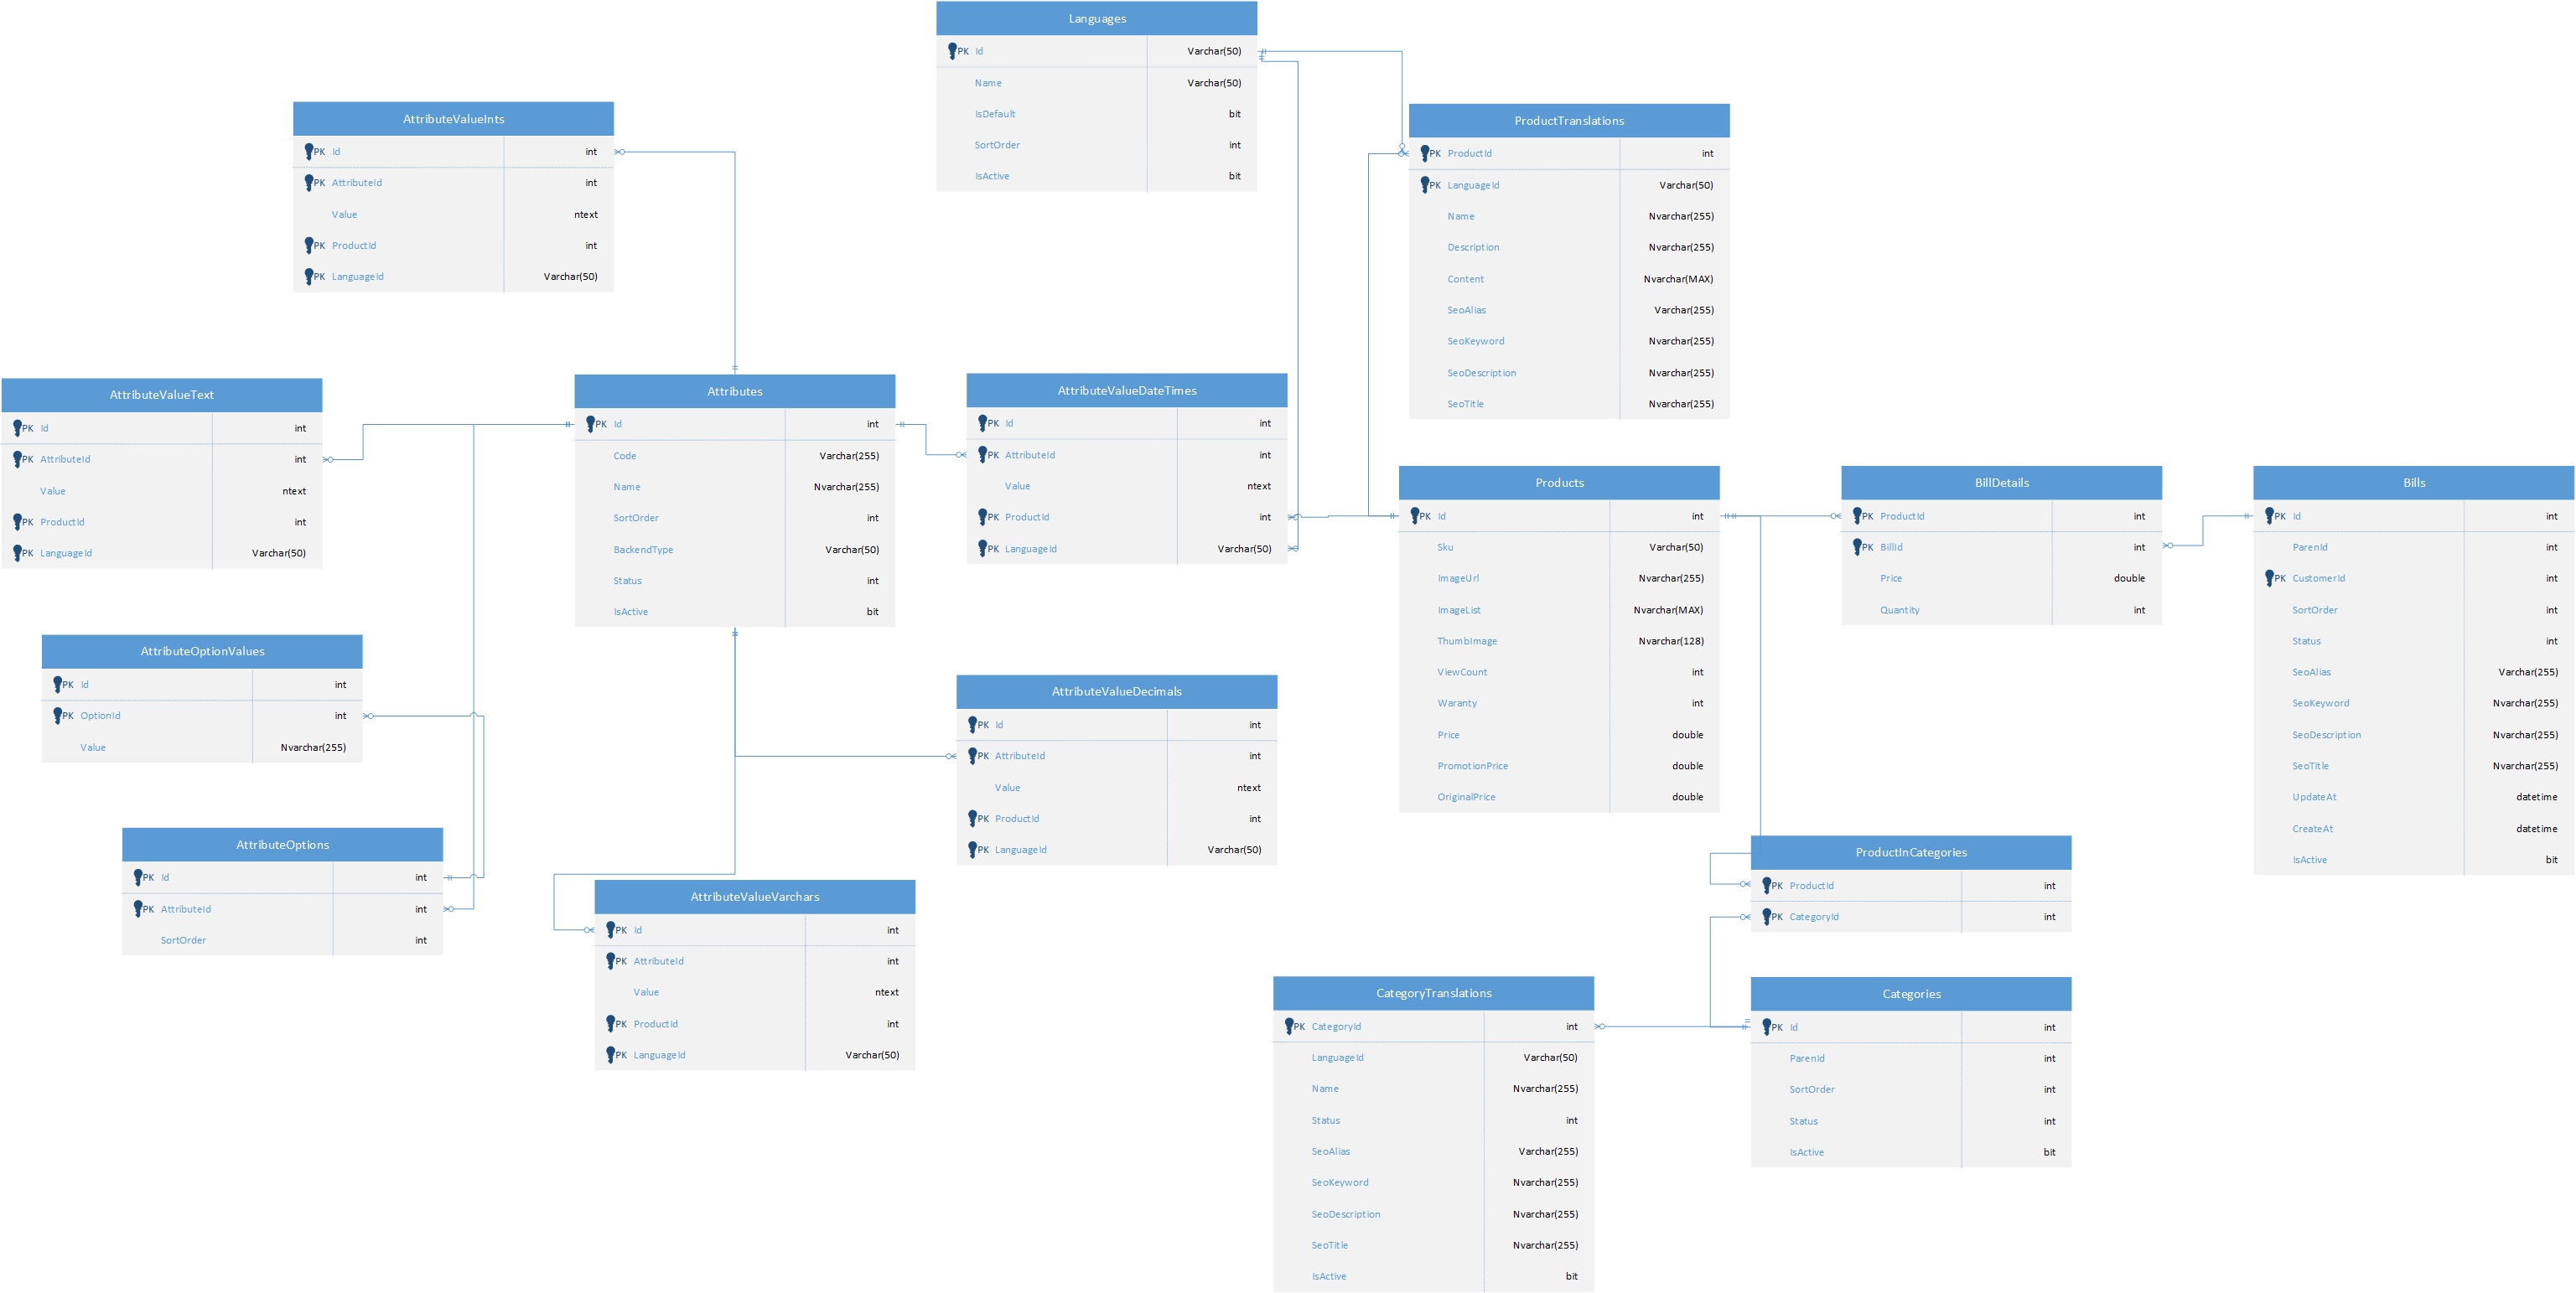 Languages
PK Id Varchar(50)
Name Varchar(50)
IsDefault bit
SortOrder int
IsActive bit
AttributeValueInts
PK Id int
PK AttributeId int
Value ntext
PK ProductId int
PK LanguageId Varchar(50)
ProductTranslations
PK ProductId int
PK LanguageId Varchar(50)
Name Nvarchar(255)
Description Nvarchar(255)
Content Nvarchar(MAX)
SeoAlias Varchar(255)
SeoKeyword Nvarchar(255)
SeoDescription Nvarchar(255)
SeoTitle Nvarchar(255)
AttributeValueText
PK Id int
PK AttributeId int
Value ntext
PK ProductId int
PK LanguageId Varchar(50)
Attributes
PK Id int
Code Varchar(255)
Name Nvarchar(255)
SortOrder int
BackendType Varchar(50)
Status int
IsActive bit
AttributeValueDateTimes
PK Id int
PK AttributeId int
Value ntext
PK ProductId int
PK LanguageId Varchar(50)
Products
PK Id int
Sku Varchar(50)
ImageUrl Nvarchar(255)
ImageList Nvarchar(MAX)
ThumbImage Nvarchar(128)
ViewCount int
Waranty int
Price double
PromotionPrice double
OriginalPrice double
BillDetails
PK ProductId int
PK BillId int
Price double
Quantity int
Bills
PK Id int
ParenId int
PK CustomerId int
SortOrder int
Status int
SeoAlias Varchar(255)
SeoKeyword Nvarchar(255)
SeoDescription Nvarchar(255)
SeoTitle Nvarchar(255)
UpdateAt datetime
CreateAt datetime
IsActive bit
AttributeOptionValues
PK Id int
PK OptionId int
Value Nvarchar(255)
AttributeValueDecimals
PK Id int
PK AttributeId int
Value ntext
PK ProductId int
PK LanguageId Varchar(50)
AttributeOptions
PK Id int
PK AttributeId int
SortOrder int
AttributeValueVarchars
PK Id int
PK AttributeId int
Value ntext
PK ProductId int
PK LanguageId Varchar(50)
ProductInCategories
PK ProductId int
PK CategoryId int
CategoryTranslations
PK CategoryId int
LanguageId Varchar(50)
Name Nvarchar(255)
Status int
SeoAlias Varchar(255)
SeoKeyword Nvarchar(255)
SeoDescription Nvarchar(255)
SeoTitle Nvarchar(255)
IsActive bit
Categories
PK Id int
ParenId int
SortOrder int
Status int
IsActive bit